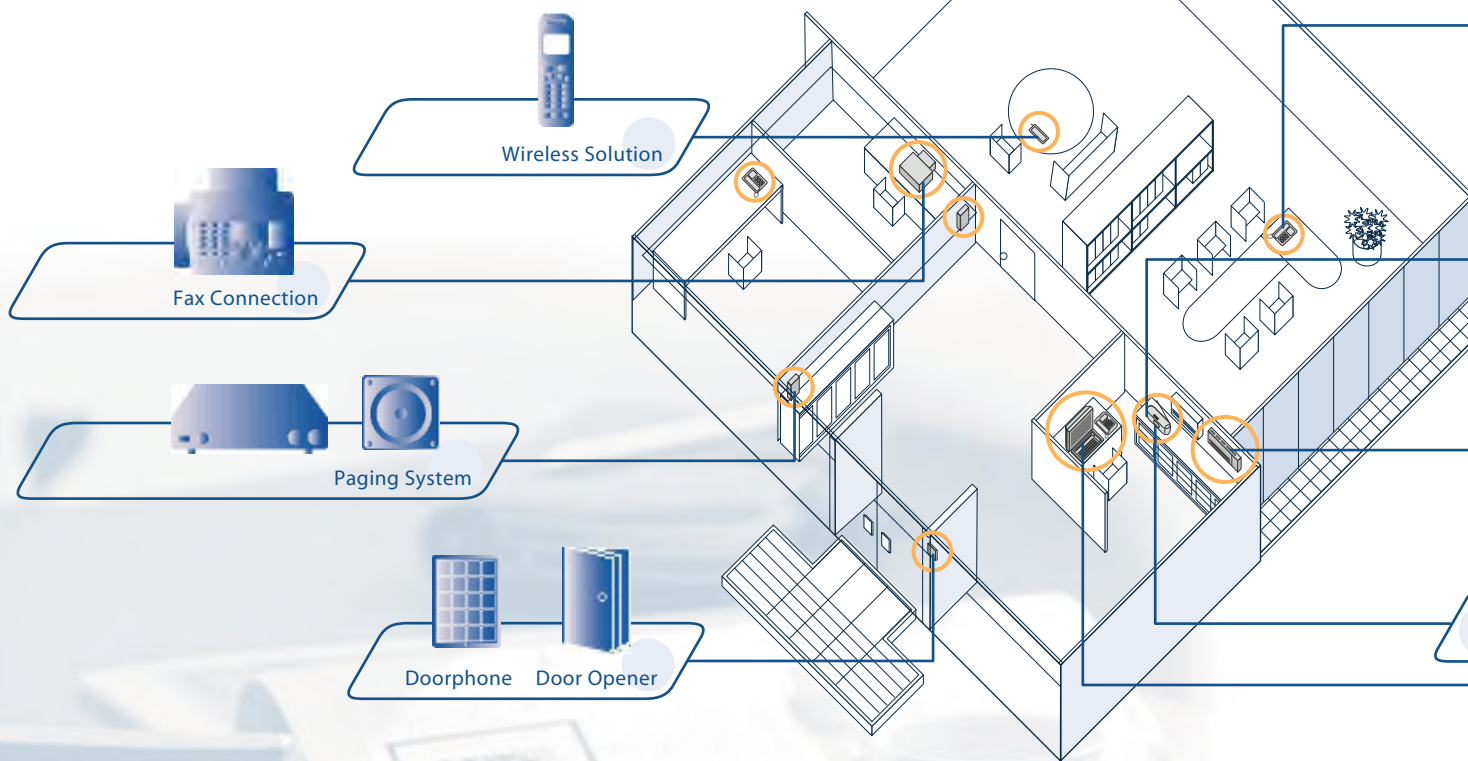 Wireless Solution
Fax Connection
Paging System
Doorphone Door Opener